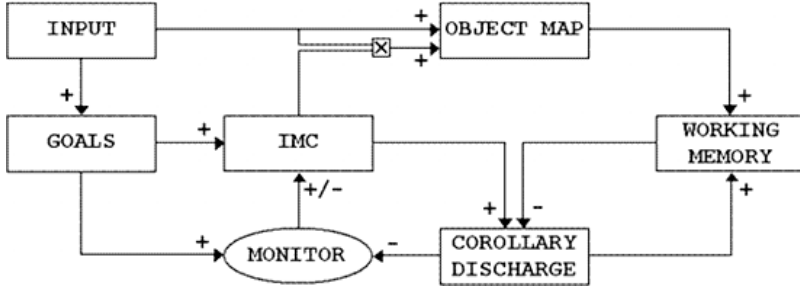 INPUT
+
OBJECT MAP
×
+
+
+
GOALS
+
IMC
WORKING
MEMORY
+/-
+
-
+
+
MONITOR
-
COROLLARY
DISCHARGE